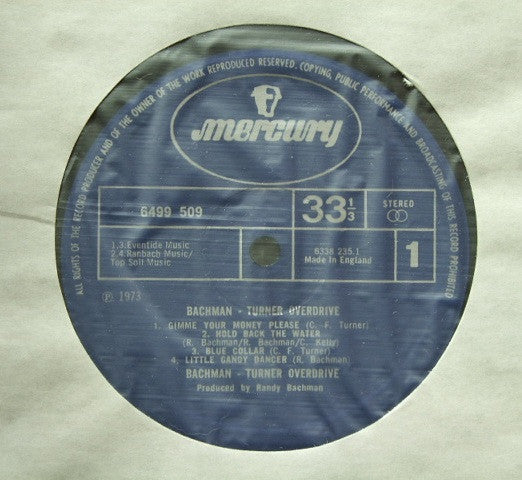 ALL RIGHTS OF THE RECORD PRODUCER AND OF THE OWNER OF THE WORK REPRODUCED RESERVED. COPYING, PUBLIC PERFORMANCE AND BROADCASTING OF THIS RECORD PROHIBITED
mercury
6499 509
33 1/3
STEREO
1.3.Eventide Music
2.4.Ranbach Music/
Top Soil Music
6338 235.1
Made in England
1
℗ 1973
BACHMAN - TURNER OVERDRIVE
1. GIMME YOUR MONEY PLEASE (C. F. Turner)
2. HOLD BACK THE WATER
(R. Bachman/R. Bachman/C. Kelly)
3. BLUE COLLAR (C. F. Turner)
4. LITTLE GANDY DANCER (R. Bachman)
BACHMAN - TURNER OVERDRIVE
Produced by Randy Bachman